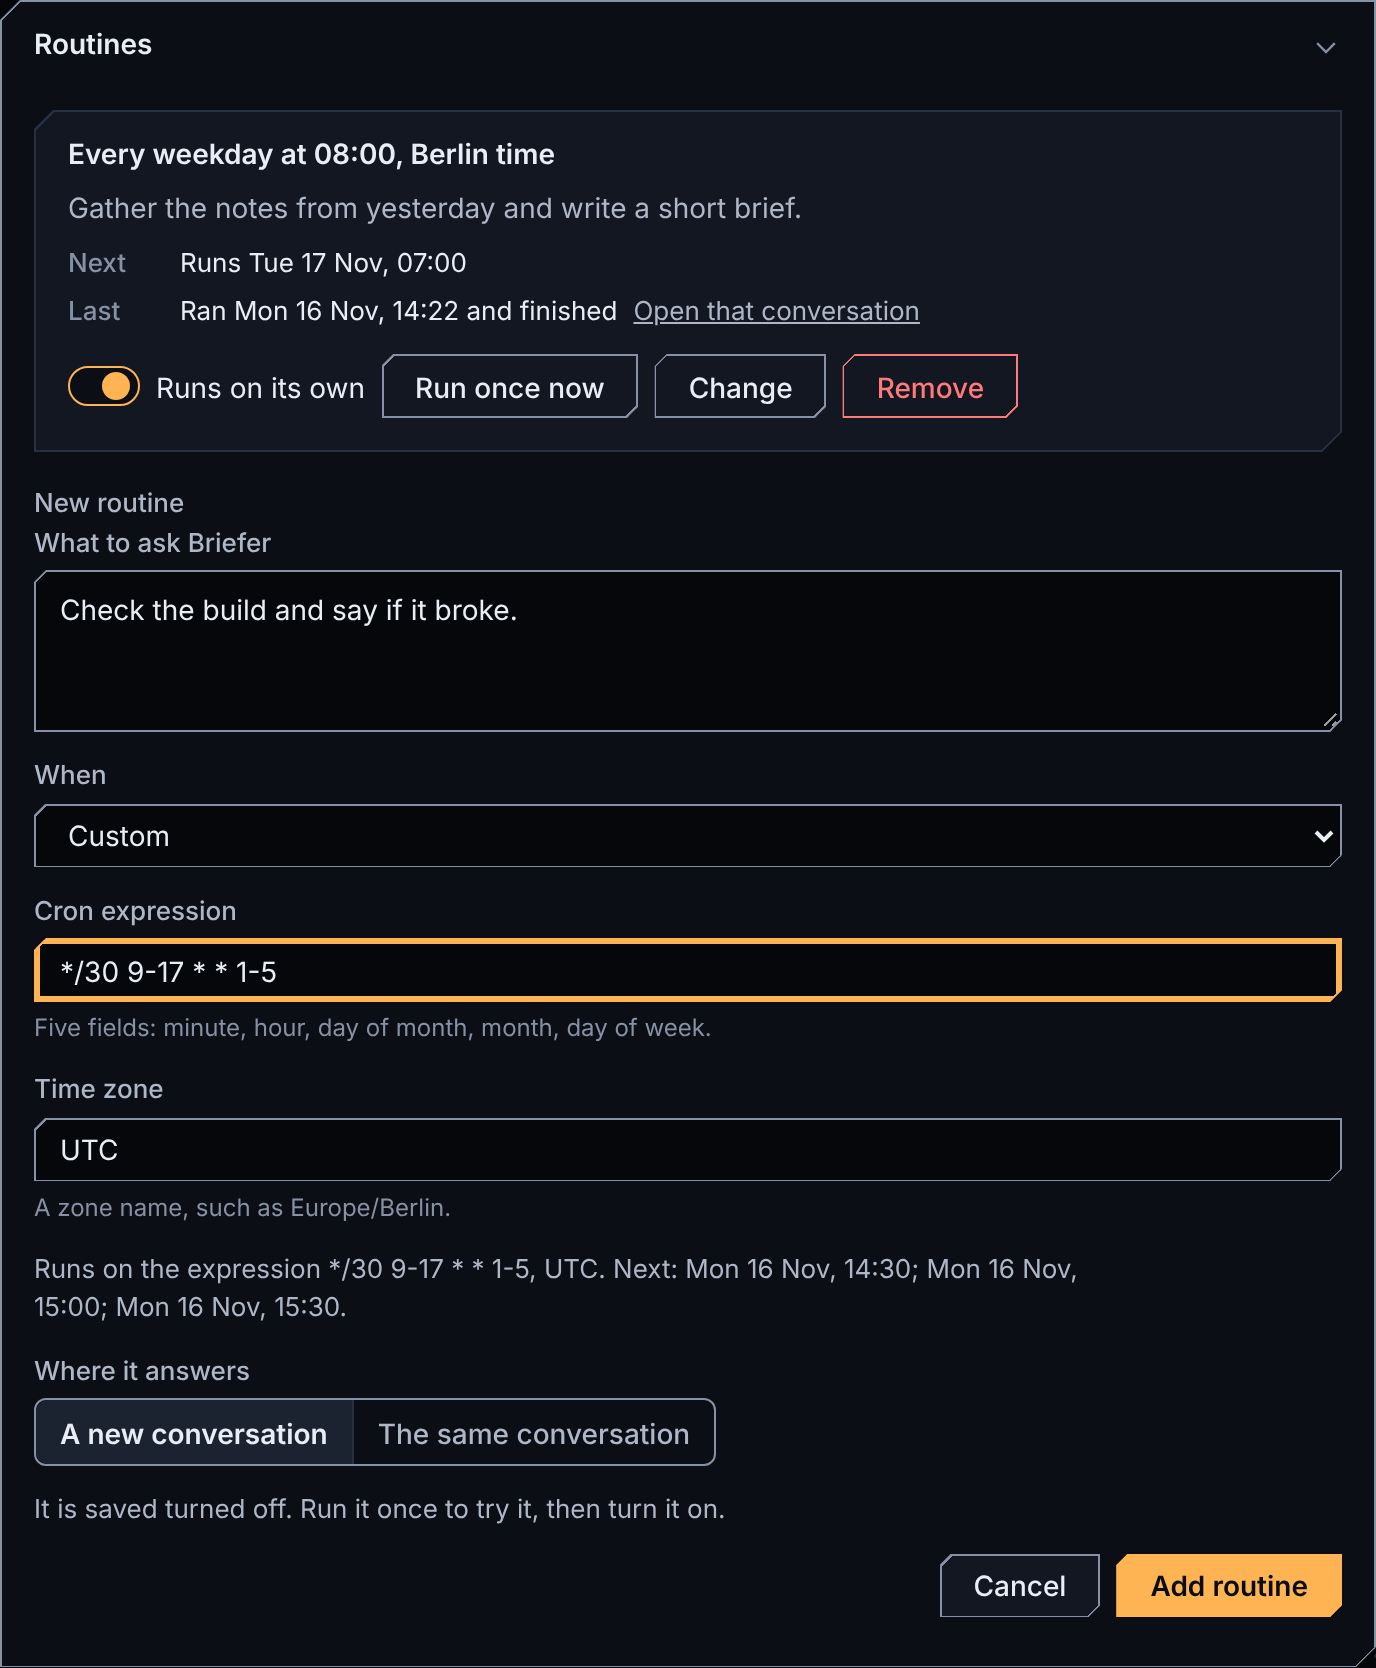 Routines
Every weekday at 08:00, Berlin time
Gather the notes from yesterday and write a short brief.
Next Runs Tue 17 Nov, 07:00
Last Ran Mon 16 Nov, 14:22 and finished Open that conversation
Runs on its own Run once now Change Remove
New routine
What to ask Briefer
Check the build and say if it broke.
When
Custom
Cron expression
*/30 9-17 * * 1-5
Five fields: minute, hour, day of month, month, day of week.
Time zone
UTC
A zone name, such as Europe/Berlin.
Runs on the expression */30 9-17 * * 1-5, UTC. Next: Mon 16 Nov, 14:30; Mon 16 Nov,
15:00; Mon 16 Nov, 15:30.
Where it answers
A new conversation The same conversation
It is saved turned off. Run it once to try it, then turn it on.
Cancel Add routine